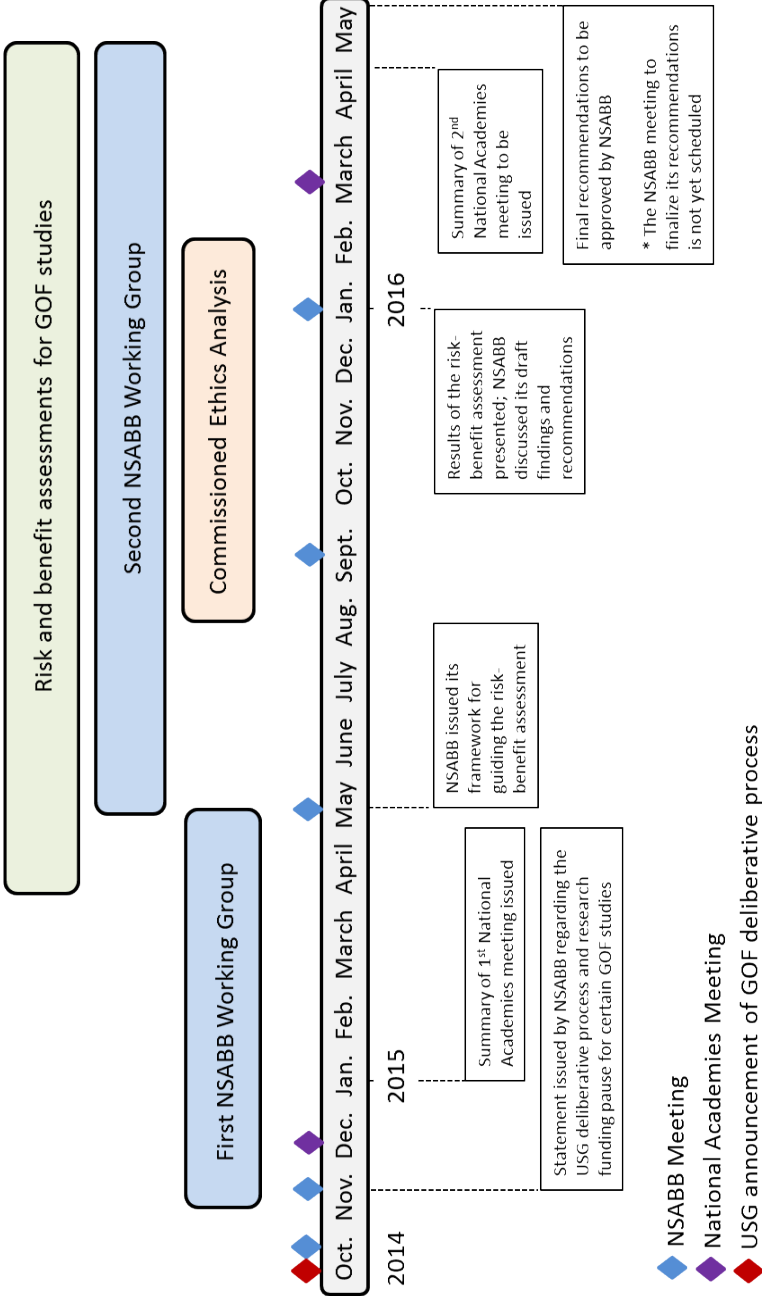 Risk and benefit assessments for GOF studies
Second NSABB Working Group
First NSABB Working Group
Commissioned Ethics Analysis
Oct. Nov. Dec. Jan. Feb. March April May June July Aug. Sept. Oct. Nov. Dec. Jan. Feb. March April May
2014
2015
2016
Statement issued by NSABB regarding the
USG deliberative process and research
funding pause for certain GOF studies
Summary of 1st National
Academies meeting issued
NSABB issued its
framework for
guiding the risk-
benefit assessment
Results of the risk-
benefit assessment
presented; NSABB
discussed its draft
findings and
recommendations
Summary of 2nd
National Academies
meeting to be
issued
Final recommendations to be
approved by NSABB
* The NSABB meeting to
finalize its recommendations
is not yet scheduled
NSABB Meeting
National Academies Meeting
USG announcement of GOF deliberative process